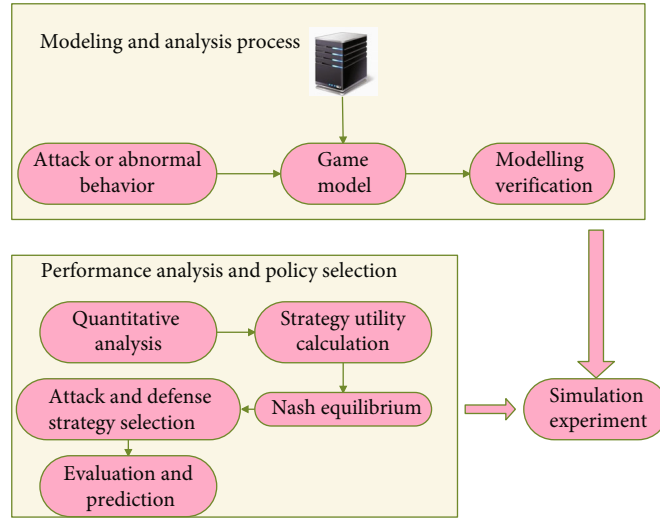 Modeling and analysis process
Attack or abnormal
behavior
Game
model
Modelling
verification
Performance analysis and policy selection
Quantitative
analysis
Strategy utility
calculation
Attack and defense
strategy selection
Nash equilibrium
Evaluation and
prediction
Simulation
experiment